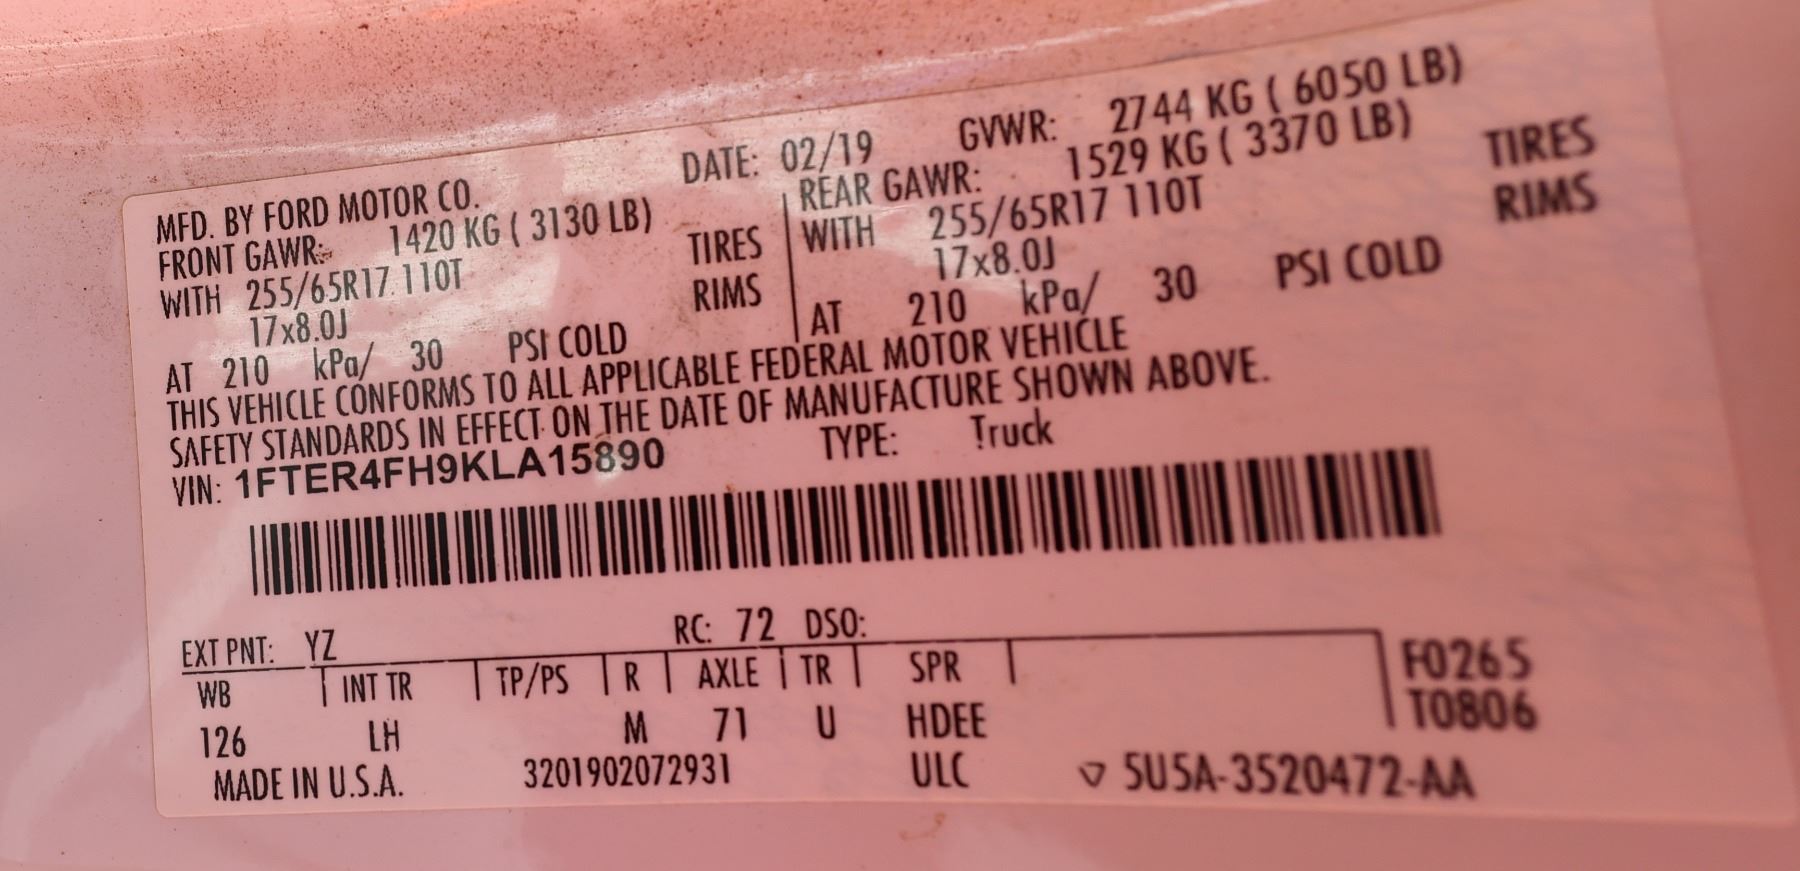 MFD. BY FORD MOTOR CO. DATE: 02/19 GVWR: 2744 KG ( 6050 LB)
FRONT GAWR: 1420 KG ( 3130 LB) REAR GAWR: 1529 KG ( 3370 LB)
WITH 255/65R17 110T TIRES WITH 255/65R17 110T TIRES
17x8.0J RIMS 17x8.0J RIMS
AT 210 kPa/ 30 PSI COLD AT 210 kPa/ 30 PSI COLD
THIS VEHICLE CONFORMS TO ALL APPLICABLE FEDERAL MOTOR VEHICLE
SAFETY STANDARDS IN EFFECT ON THE DATE OF MANUFACTURE SHOWN ABOVE.
VIN: 1FTER4FH9KLA15890 TYPE: Truck
EXT PNT: YZ RC: 72 DSO:
WB INT TR TP/PS R AXLE TR SPR F0265
126 LH M 71 U HDEE T0806
MADE IN U.S.A. 3201902072931 ULC 5U5A-3520472-AA